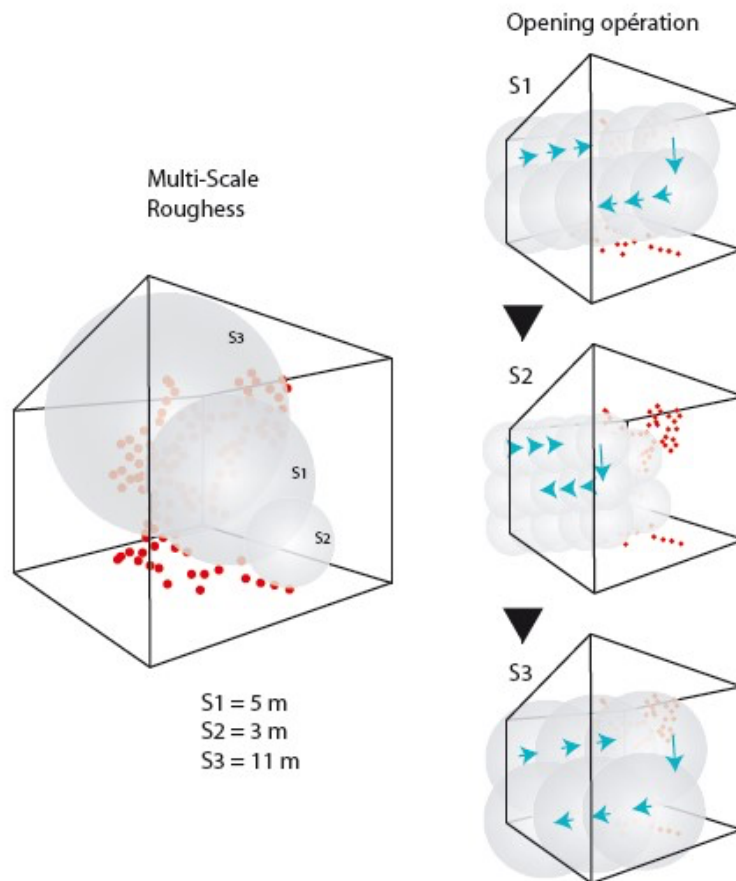 Opening opération
S1
Multi-Scale
Roughess
S3
S1
S2
S2
S3
S1 = 5 m
S2 = 3 m
S3 = 11 m